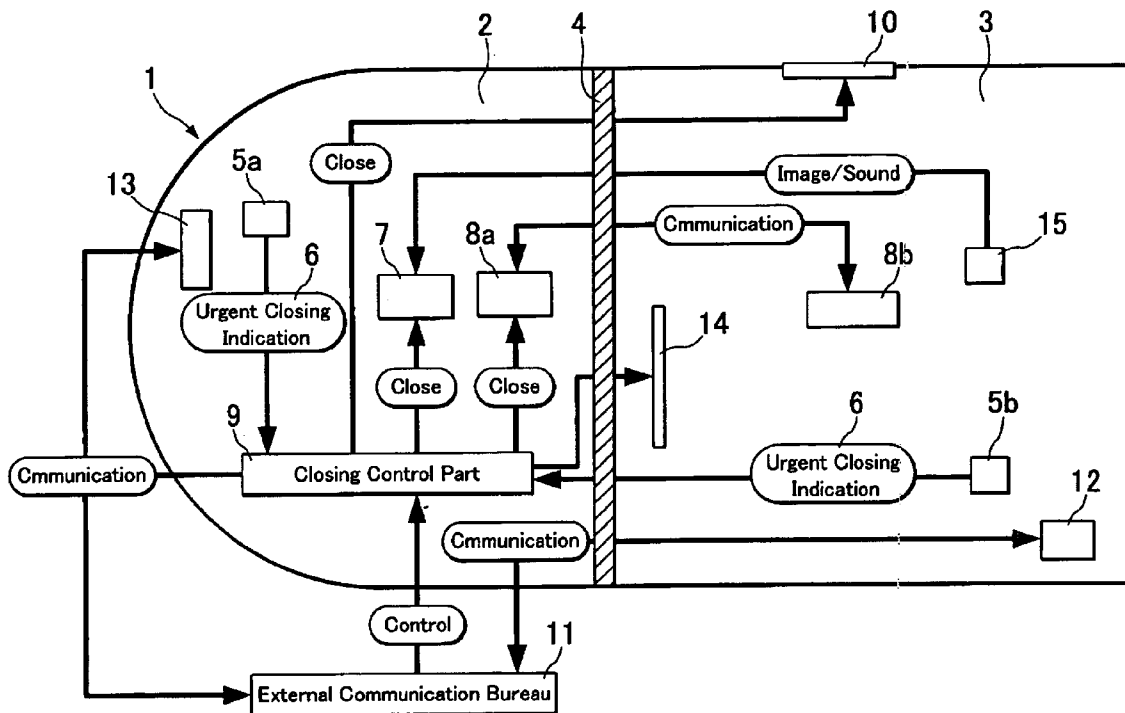 2
4
10
3
1
Close
5a
Image/Sound
13
Cmmunication
7
8a
15
6
8b
Urgent Closing
Indication
14
Close
Close
9
6
5b
Cmmunication
Closing Control Part
Urgent Closing
Indication
12
Cmmunication
Control
11
External Communication Bureau